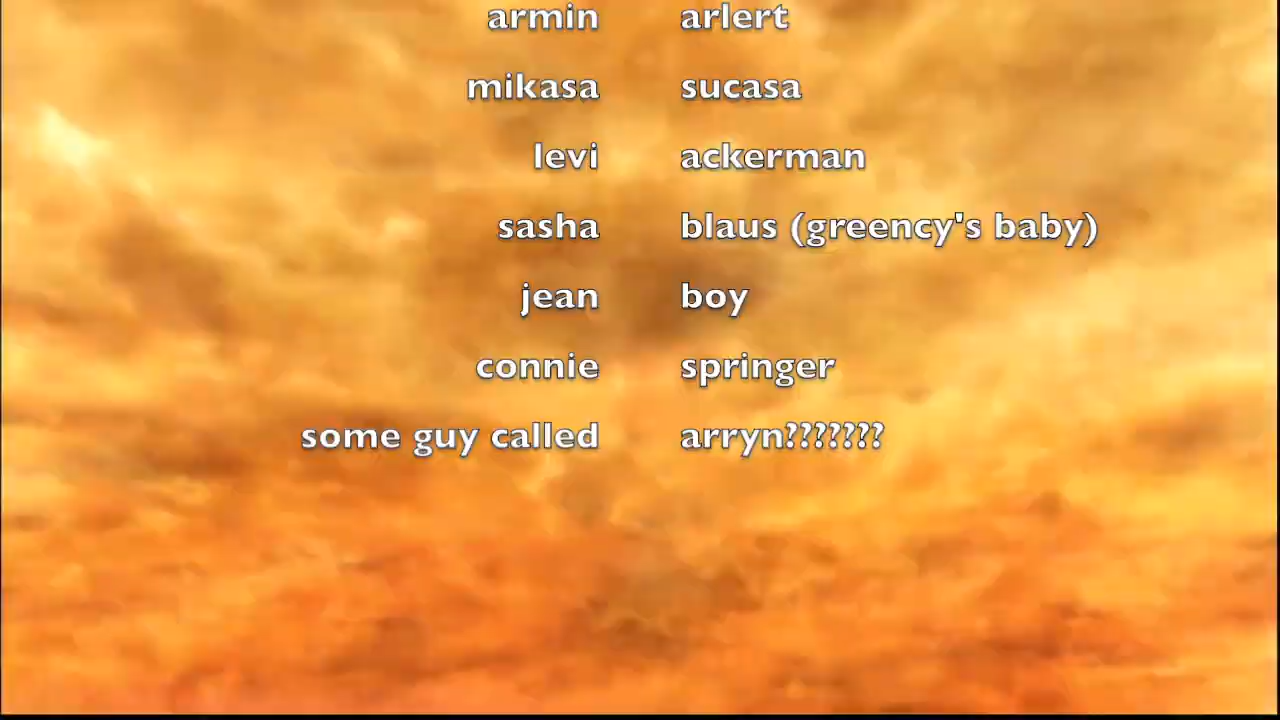 armin arlert
mikasa sucasa
levi ackerman
sasha blaus (greency's baby)
jean boy
connie springer
some guy called arryn???????